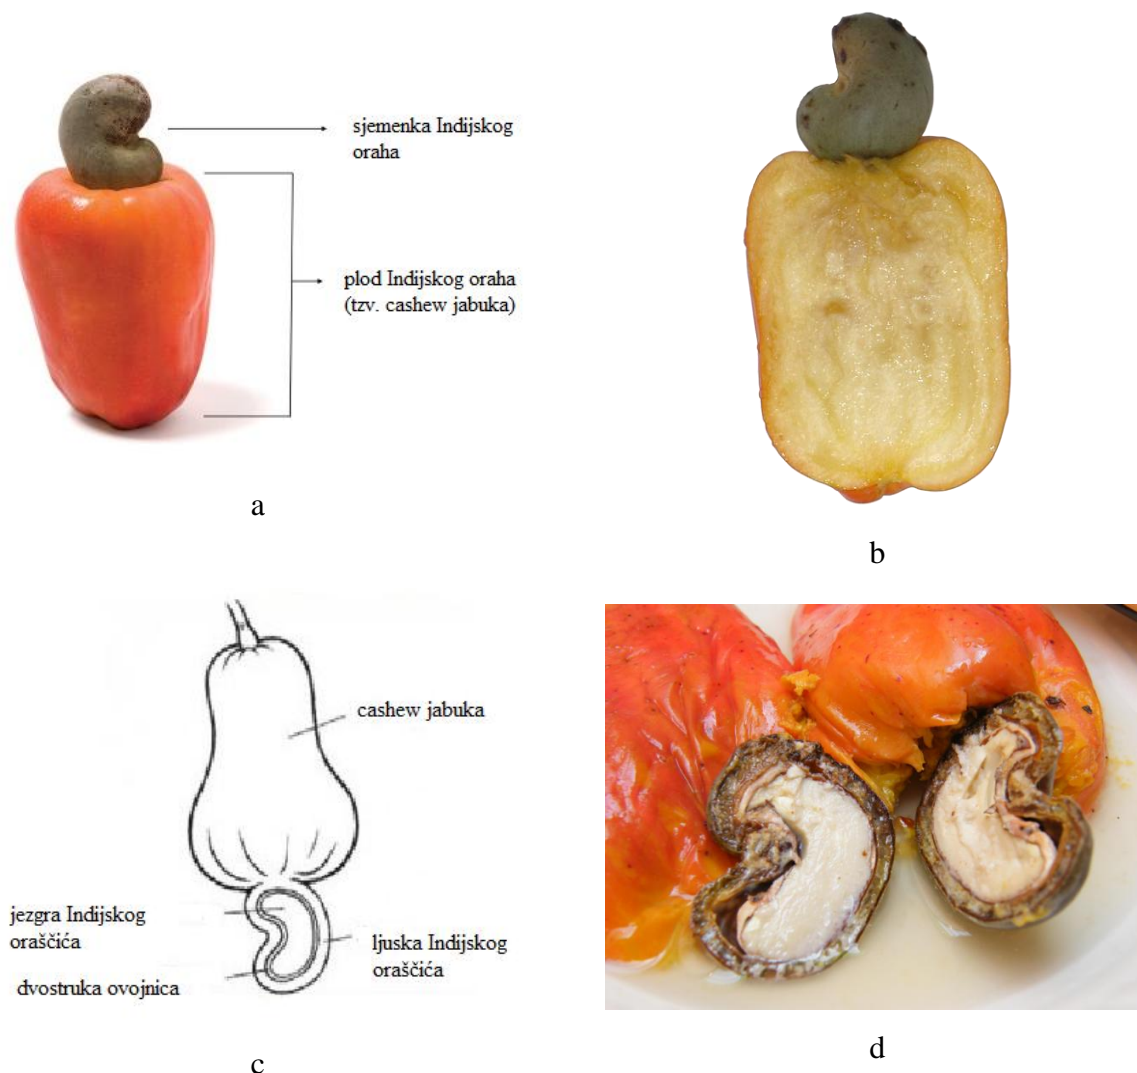 sjemenka Indijskog
oraha
plod Indijskog oraha
(tzv. cashew jabuka)
a
b
cashew jabuka
jezgra Indijskog
oraščića
ljuska Indijskog
oraščića
dvostruka ovojnica
c
d